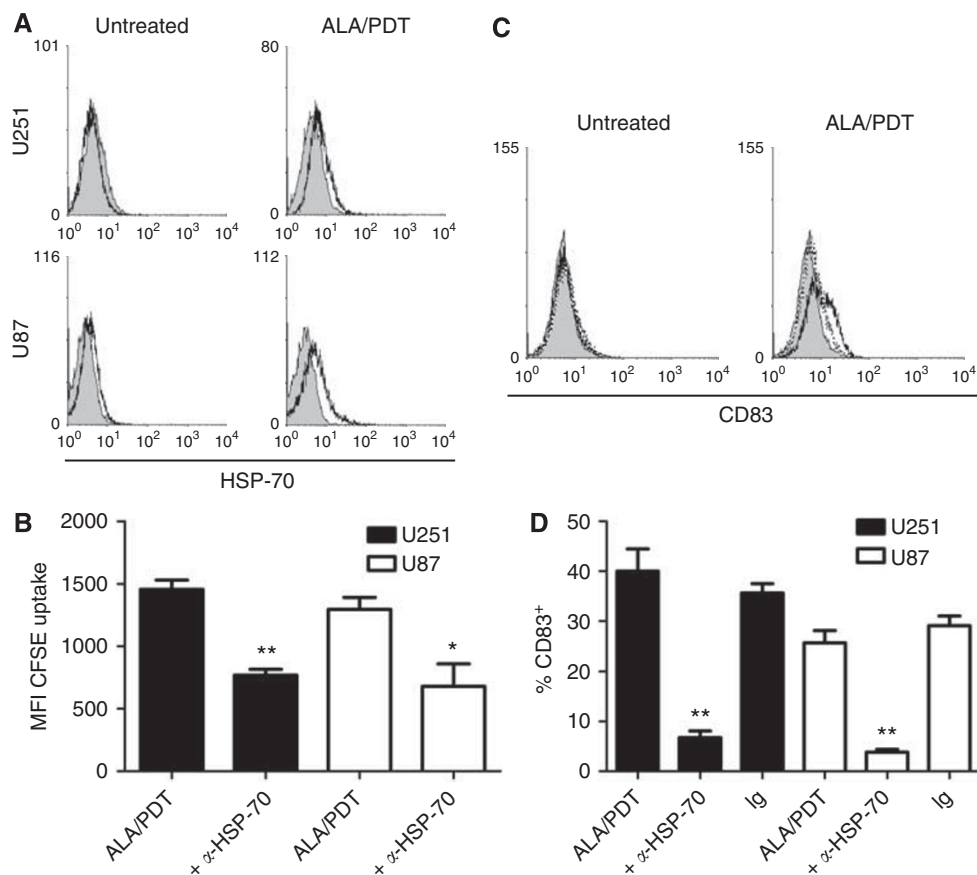 A
Untreated
ALA/PDT
U251
101
0
10^0 10^1 10^2 10^3 10^4
80
0
10^0 10^1 10^2 10^3 10^4
U87
116
0
10^0 10^1 10^2 10^3 10^4
112
0
10^0 10^1 10^2 10^3 10^4
HSP-70
C
Untreated
ALA/PDT
155
0
10^0 10^1 10^2 10^3 10^4
155
0
10^0 10^1 10^2 10^3 10^4
CD83
B
MFI CFSE uptake
2000
1500
1000
500
0
U251
U87
**
*
ALA/PDT
+ α-HSP-70
ALA/PDT
+ α-HSP-70
D
% CD83+
50
40
30
20
10
0
U251
U87
**
**
ALA/PDT
+ α-HSP-70
Ig
ALA/PDT
+ α-HSP-70
Ig